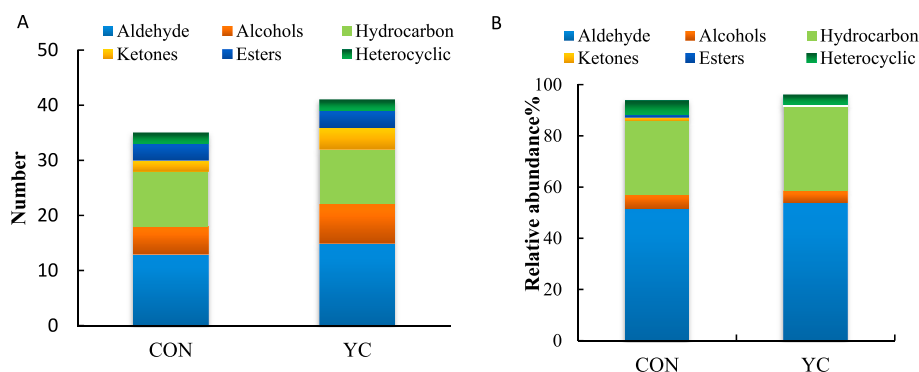 A
Aldehyde Alcohols Hydrocarbon
Ketones Esters Heterocyclic
50
40
30
20
10
0
Number
CON YC
B
Aldehyde Alcohols Hydrocarbon
Ketones Esters Heterocyclic
100
80
60
40
20
0
Relative abundance%
CON YC